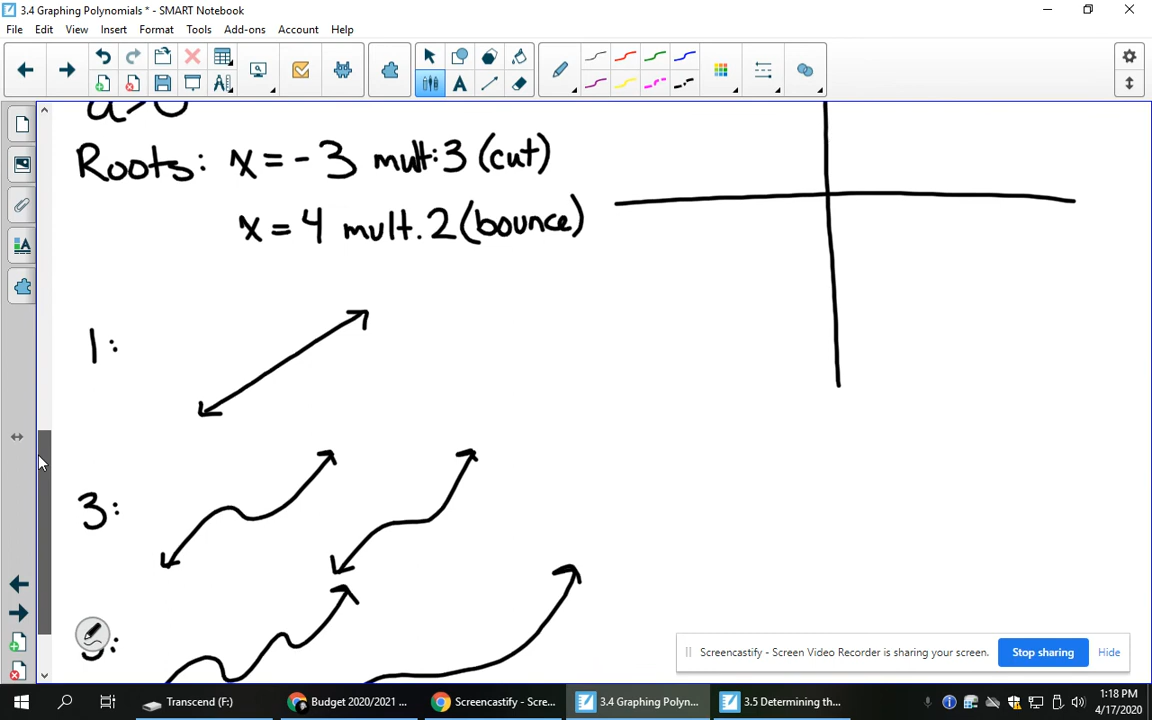 3.4 Graphing Polynomials * - SMART Notebook
File Edit View Insert Format Tools Add-ons Account Help
a>0
Roots: x = -3 mult: 3 (cut)
x = 4 mult. 2 (bounce)
1:
3:
5:
Screencastify - Screen Video Recorder is sharing your screen. Stop sharing Hide
Transcend (F:) Budget 2020/2021 ... Screencastify - Scre... 3.4 Graphing Polyn... 3.5 Determining th...
1:18 PM
4/17/2020